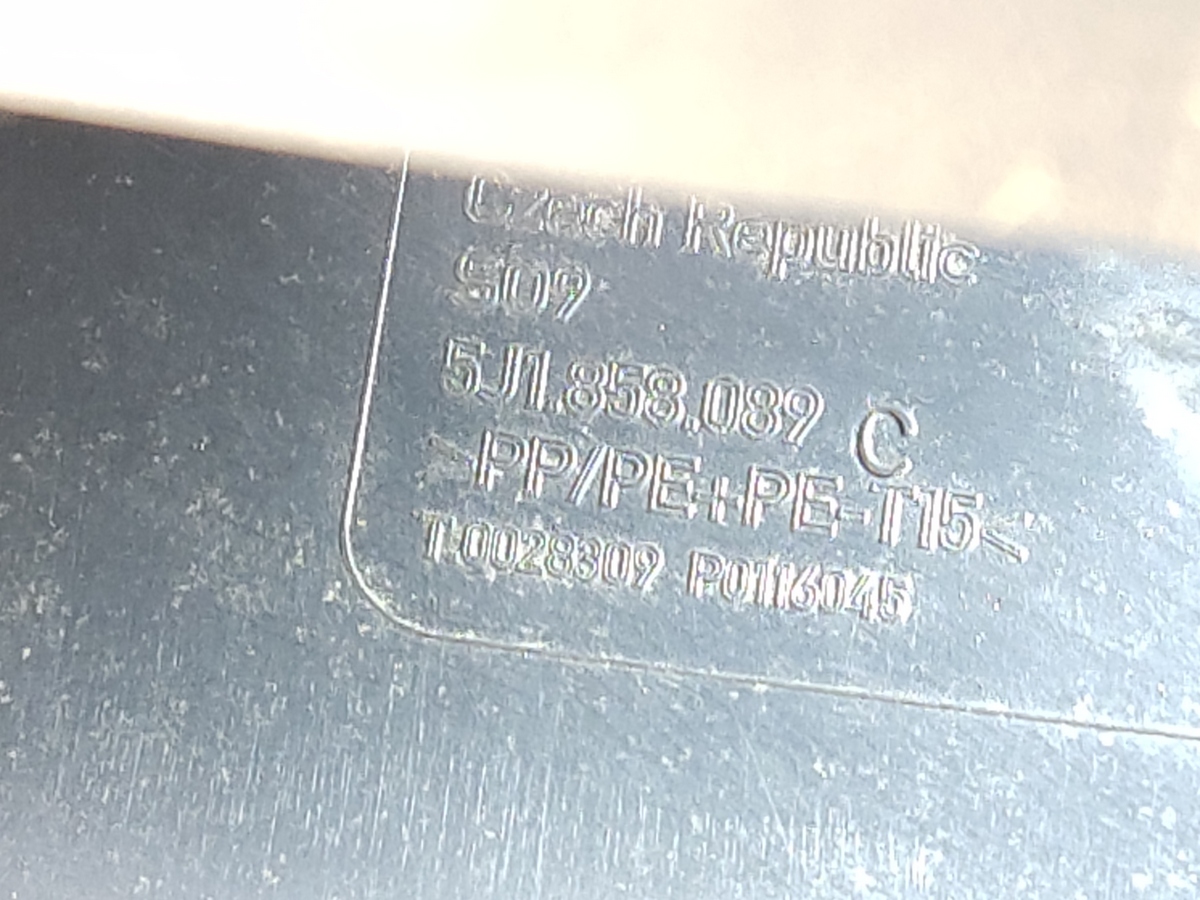 Czech Republic
S09
5J1.858.089 C
>PP/PE+PE-T15<
T0028309 P0116045